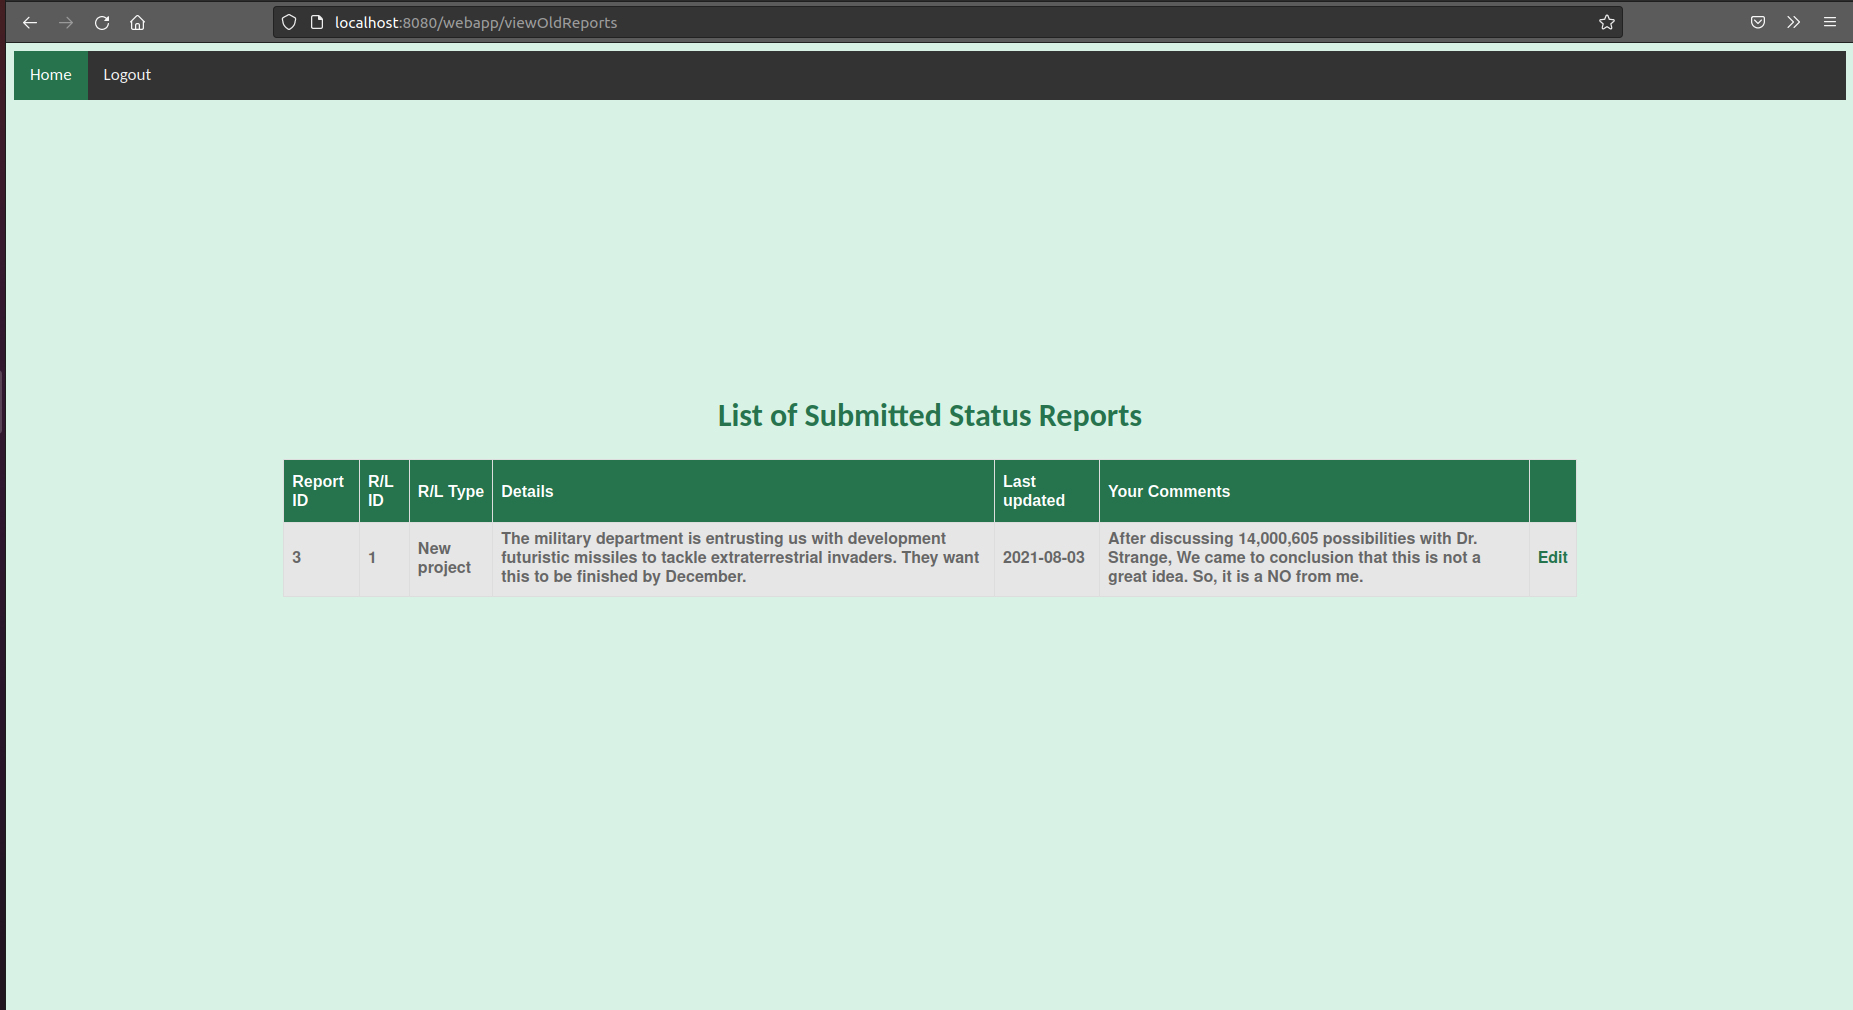 localhost:8080/webapp/viewOldReports
Home Logout
List of Submitted Status Reports
Report
ID
R/L
ID
R/L Type
Details
Last
updated
Your Comments
3
1
New
project
The military department is entrusting us with development
futuristic missiles to tackle extraterrestrial invaders. They want
this to be finished by December.
2021-08-03
After discussing 14,000,605 possibilities with Dr.
Strange, We came to conclusion that this is not a
great idea. So, it is a NO from me.
Edit